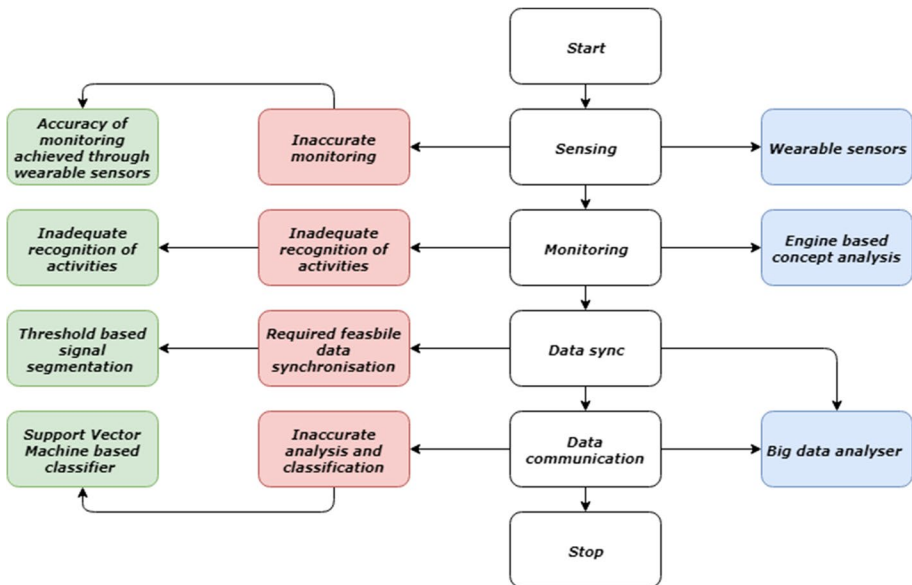 Start
Accuracy of
monitoring
achieved through
wearable sensors
Inaccurate
monitoring
Sensing
Wearable sensors
Inadequate
recognition of
activities
Inadequate
recognition of
activities
Monitoring
Engine based
concept analysis
Threshold based
signal
segmentation
Required feasbile
data
synchronisation
Data sync
Support Vector
Machine based
classifier
Inaccurate
analysis and
classification
Data
communication
Big data analyser
Stop